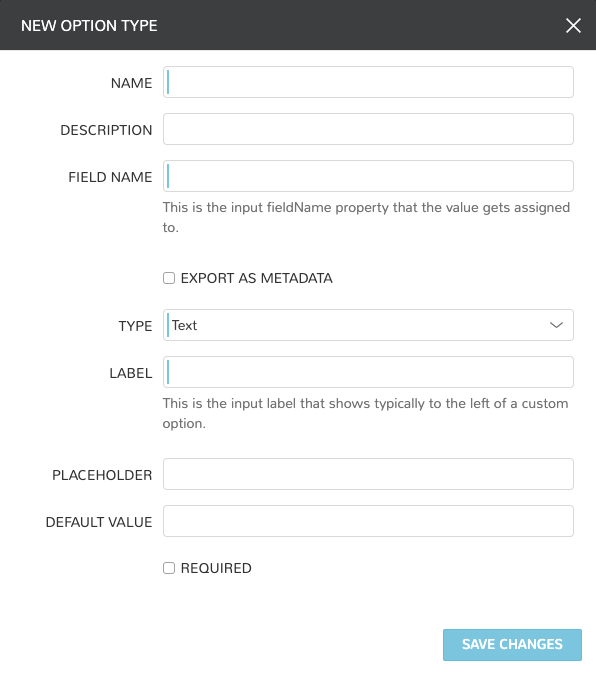 NEW OPTION TYPE
NAME
DESCRIPTION
FIELD NAME
This is the input fieldName property that the value gets assigned
to.
EXPORT AS METADATA
TYPE Text
LABEL
This is the input label that shows typically to the left of a custom
option.
PLACEHOLDER
DEFAULT VALUE
REQUIRED
SAVE CHANGES